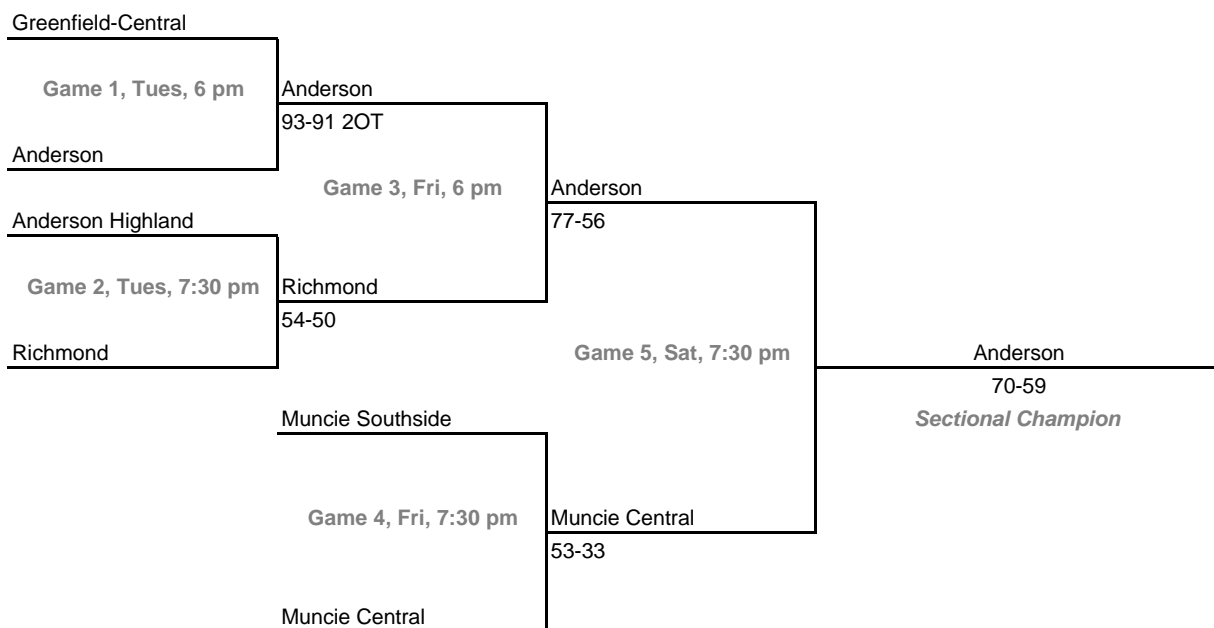 Greenfield-Central
Game 1, Tues, 6 pm
Anderson
93-91 2OT
Anderson
Game 3, Fri, 6 pm
Anderson
77-56
Anderson Highland
Game 2, Tues, 7:30 pm
Richmond
54-50
Richmond
Game 5, Sat, 7:30 pm
Anderson
70-59
Sectional Champion
Muncie Southside
Game 4, Fri, 7:30 pm
Muncie Central
53-33
Muncie Central